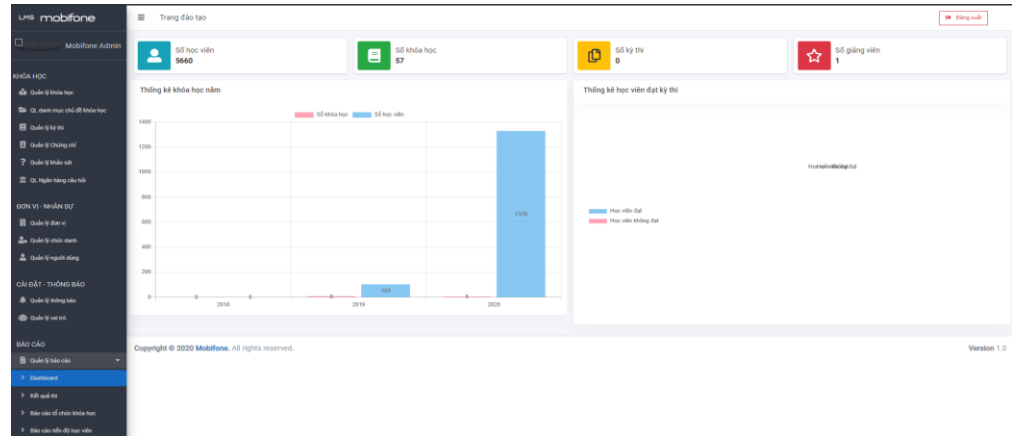 LMS mobifone
Trang đào tạo
Đăng xuất
Mobifone Admin
KHÓA HỌC
Quản lý khóa học
QL danh mục chủ đề khóa học
Quản lý kỳ thi
Quản lý Chứng chỉ
Quản lý khảo sát
QL Ngân hàng câu hỏi
ĐƠN VỊ - NHÂN SỰ
Quản lý đơn vị
Quản lý chức danh
Quản lý người dùng
CÀI ĐẶT - THÔNG BÁO
Quản lý thông báo
Quản lý vai trò
BÁO CÁO
Quản lý báo cáo
Dashboard
Kết quả thi
Báo cáo tổ chức khóa học
Báo cáo tiến độ học viên
Số học viên
5660
Số khóa học
57
Số kỳ thi
0
Số giảng viên
1
Thống kê khóa học năm
Số khóa học
Số học viên
1400
1200
1000
800
600
400
200
0
0
0
103
1328
2018
2019
2020
Thống kê học viên đạt kỳ thi
Học viên đạt
Học viên không đạt
Copyright © 2020 Mobifone. All rights reserved.
Version 1.0